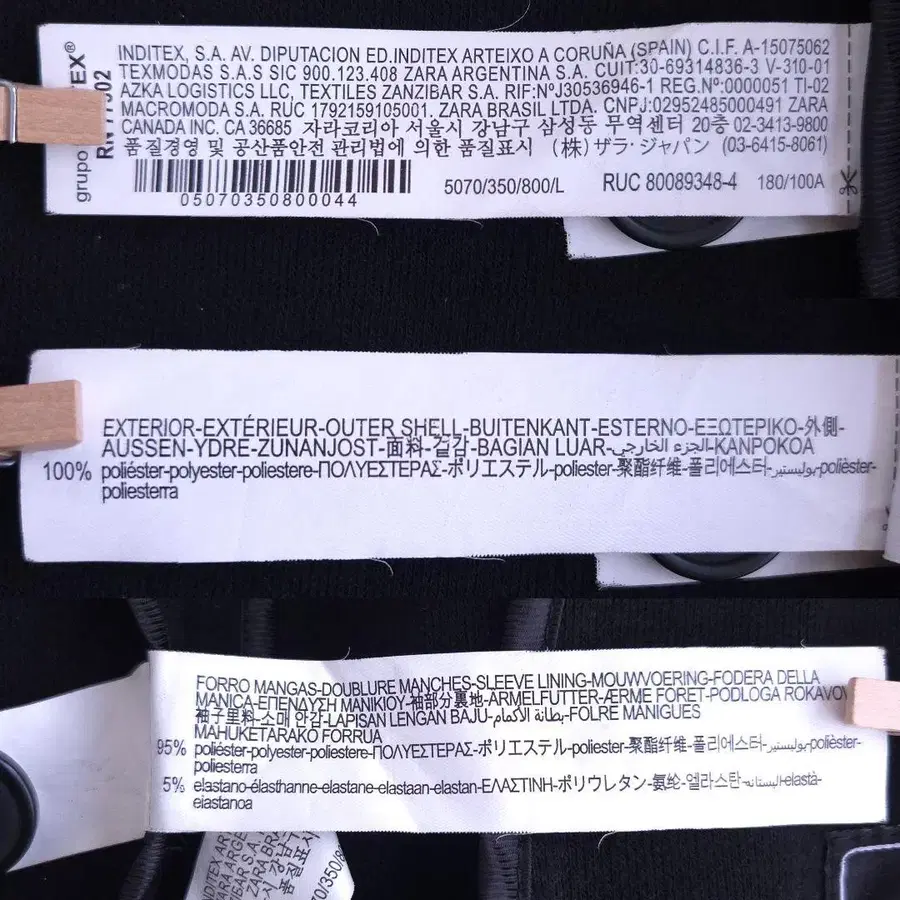 grupo
INDITEX, S.A. AV. DIPUTACION ED.INDITEX ARTEIXO A CORUÑA (SPAIN) C.I.F. A-15075062
TEXMODAS S.A.S SIC 900.123.408 ZARA ARGENTINA S.A. CUIT:30-69314836-3 V-310-01
AZKA LOGISTICS LLC, TEXTILES ZANZIBAR S.A. RIF:NºJ30536946-1 REG.Nº:0000051 TI-02
MACROMODA S.A. RUC 1792159105001. ZARA BRASIL LTDA. CNPJ:02952485000491 ZARA
CANADA INC. CA 36685 자라코리아 서울시 강남구 삼성동 무역센터 20층 02-3413-9800
품질경영 및 공산품안전 관리법에 의한 품질표시 (株) ザラ・ジャパン (03-6415-8061)
05070350800044
5070/350/800/L RUC 80089348-4 180/100A
EXTERIOR-EXTÉRIEUR-OUTER SHELL-BUITENKANT-ESTERNO-ΕΞΩΤΕΡΙΚΟ-外側-
AUSSEN-YDRE-ZUNANJOST-面料-겉감-BAGIAN LUAR-الجزء الخارجي-KANPOKOA
100% poliéster-polyester-poliestere-ΠΟΛΥΕΣΤΕΡΑΣ-ポリエステル-poliester-聚酯纤维-폴리에스터-بوليستير-polièster-
poliesterra
FORRO MANGAS-DOUBLURE MANCHES-SLEEVE LINING-MOUWVOERING-FODERA DELLA
MANICA-ΕΠΕΝΔΥΣΗ ΜΑΝΙΚΙΟΥ-袖部分裏地-ÄRMELFUTTER-ÆRME FORET-PODLOGA ROKAVOV
袖子里料-소매 안감-LAPISAN LENGAN BAJU-بطانة الأكمام-FOLRE MANIGUES
MAHUKETARAKO FORRUA
95% poliéster-polyester-poliestere-ΠΟΛΥΕΣΤΕΡΑΣ-ポリエステル-poliester-聚酯纤维-폴리에스터-بوليستير-polièster-
poliesterra
5% elastano-élasthanne-elastane-elastaan-elastan-ΕΛΑΣΤΙΝΗ-ポリウレタン-氨纶-엘라스탄-اليستانه-elastà-
elastanoa